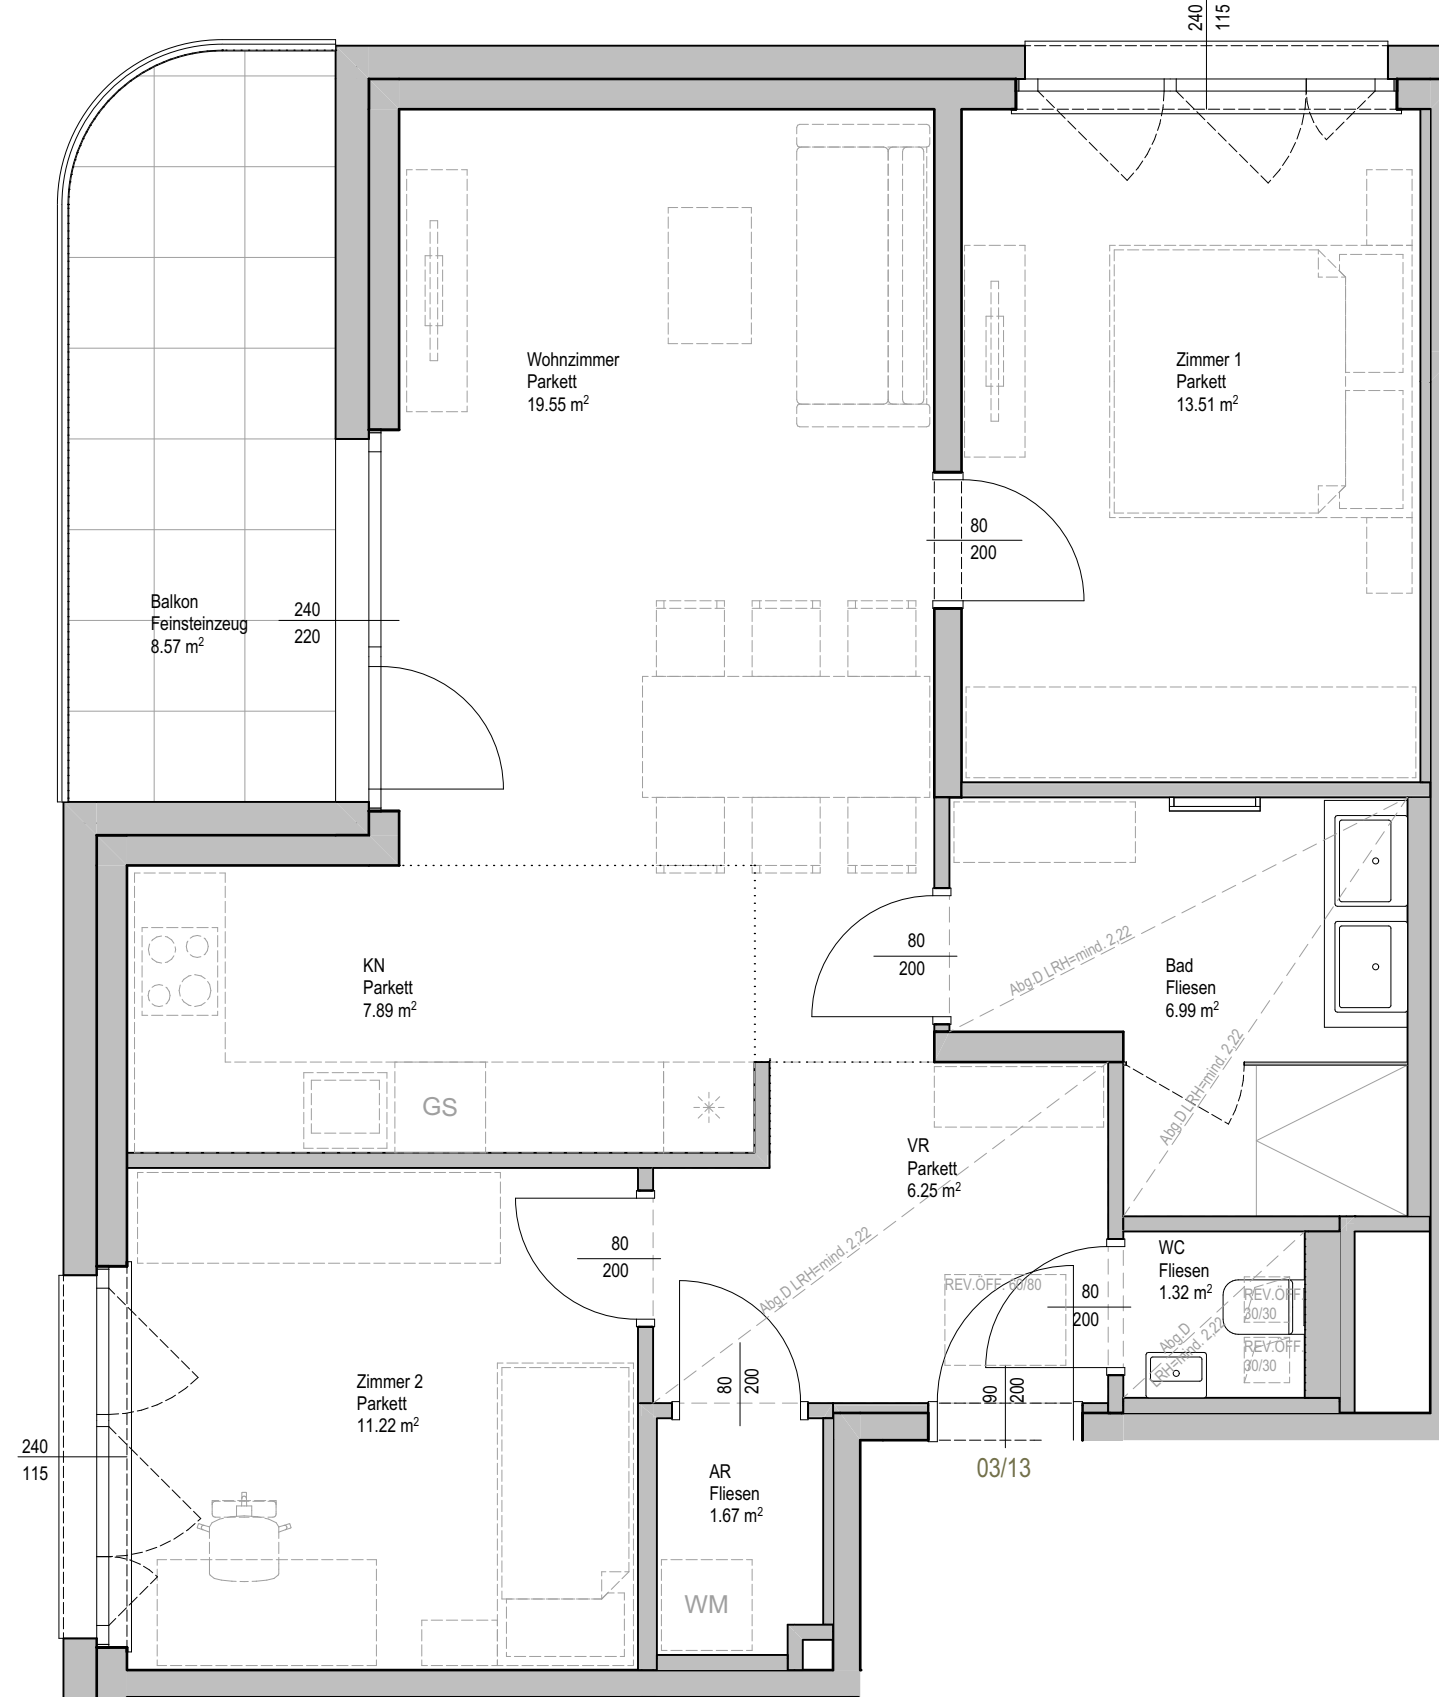 240
115
Wohnzimmer
Parkett
19.55 m²
Zimmer 1
Parkett
13.51 m²
80
200
Balkon
Feinsteinzeug
8.57 m²
240
220
KN
Parkett
7.89 m²
80
200
Abg.D LRH=mind. 2,22
Bad
Fliesen
6.99 m²
Abg.D LRH=mind. 2,22
GS
VR
Parkett
6.25 m²
Abg.D LRH=mind. 2,22
80
200
REV.ÖFF. 60/80
80
200
WC
Fliesen
1.32 m²
REV.ÖFF.
30/30
REV.ÖFF.
30/30
Abg.D
LRH=mind. 2,22
80
200
90
200
03/13
Zimmer 2
Parkett
11.22 m²
240
115
AR
Fliesen
1.67 m²
WM